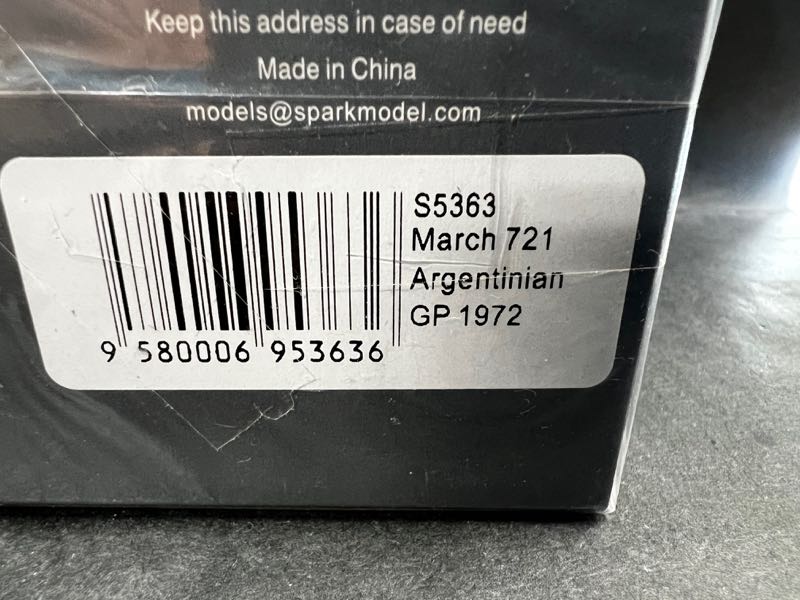 Keep this address in case of need
Made in China
models@sparkmodel.com
S5363
March 721
Argentinian
GP 1972
9 580006 953636